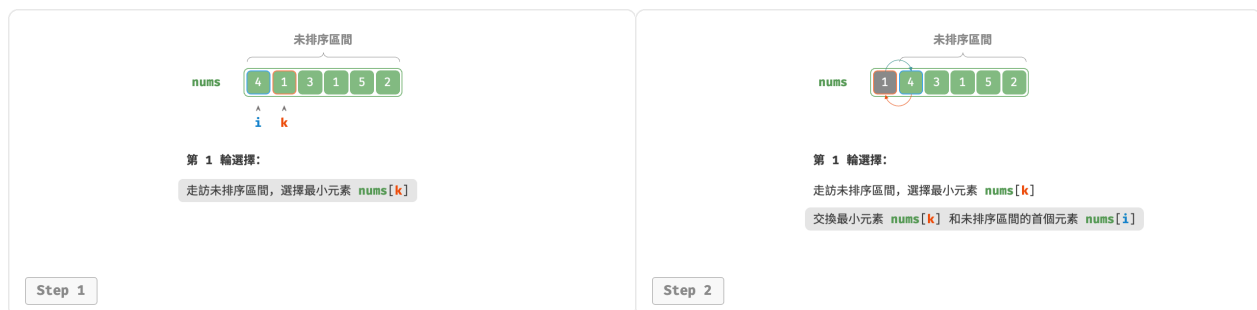 未排序區間
nums 4 1 3 1 5 2
i k
第 1 輪選擇：
走訪未排序區間，選擇最小元素 nums[k]
Step 1
未排序區間
nums 1 4 3 1 5 2
第 1 輪選擇：
走訪未排序區間，選擇最小元素 nums[k]
交換最小元素 nums[k] 和未排序區間的首個元素 nums[i]
Step 2